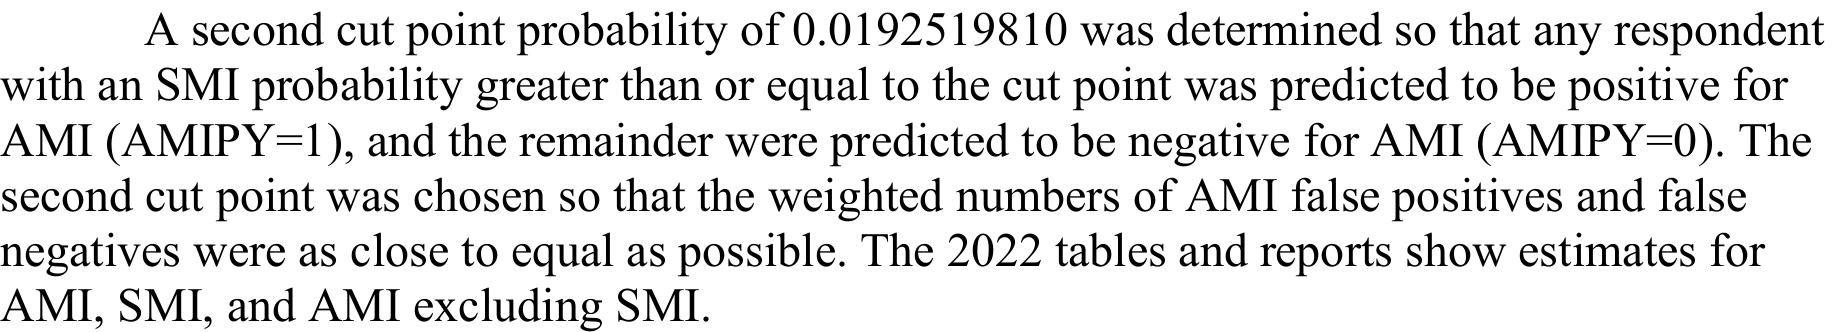 A second cut point probability of 0.0192519810 was determined so that any respondent
with an SMI probability greater than or equal to the cut point was predicted to be positive for
AMI (AMIPY=1), and the remainder were predicted to be negative for AMI (AMIPY=0). The
second cut point was chosen so that the weighted numbers of AMI false positives and false
negatives were as close to equal as possible. The 2022 tables and reports show estimates for
AMI, SMI, and AMI excluding SMI.